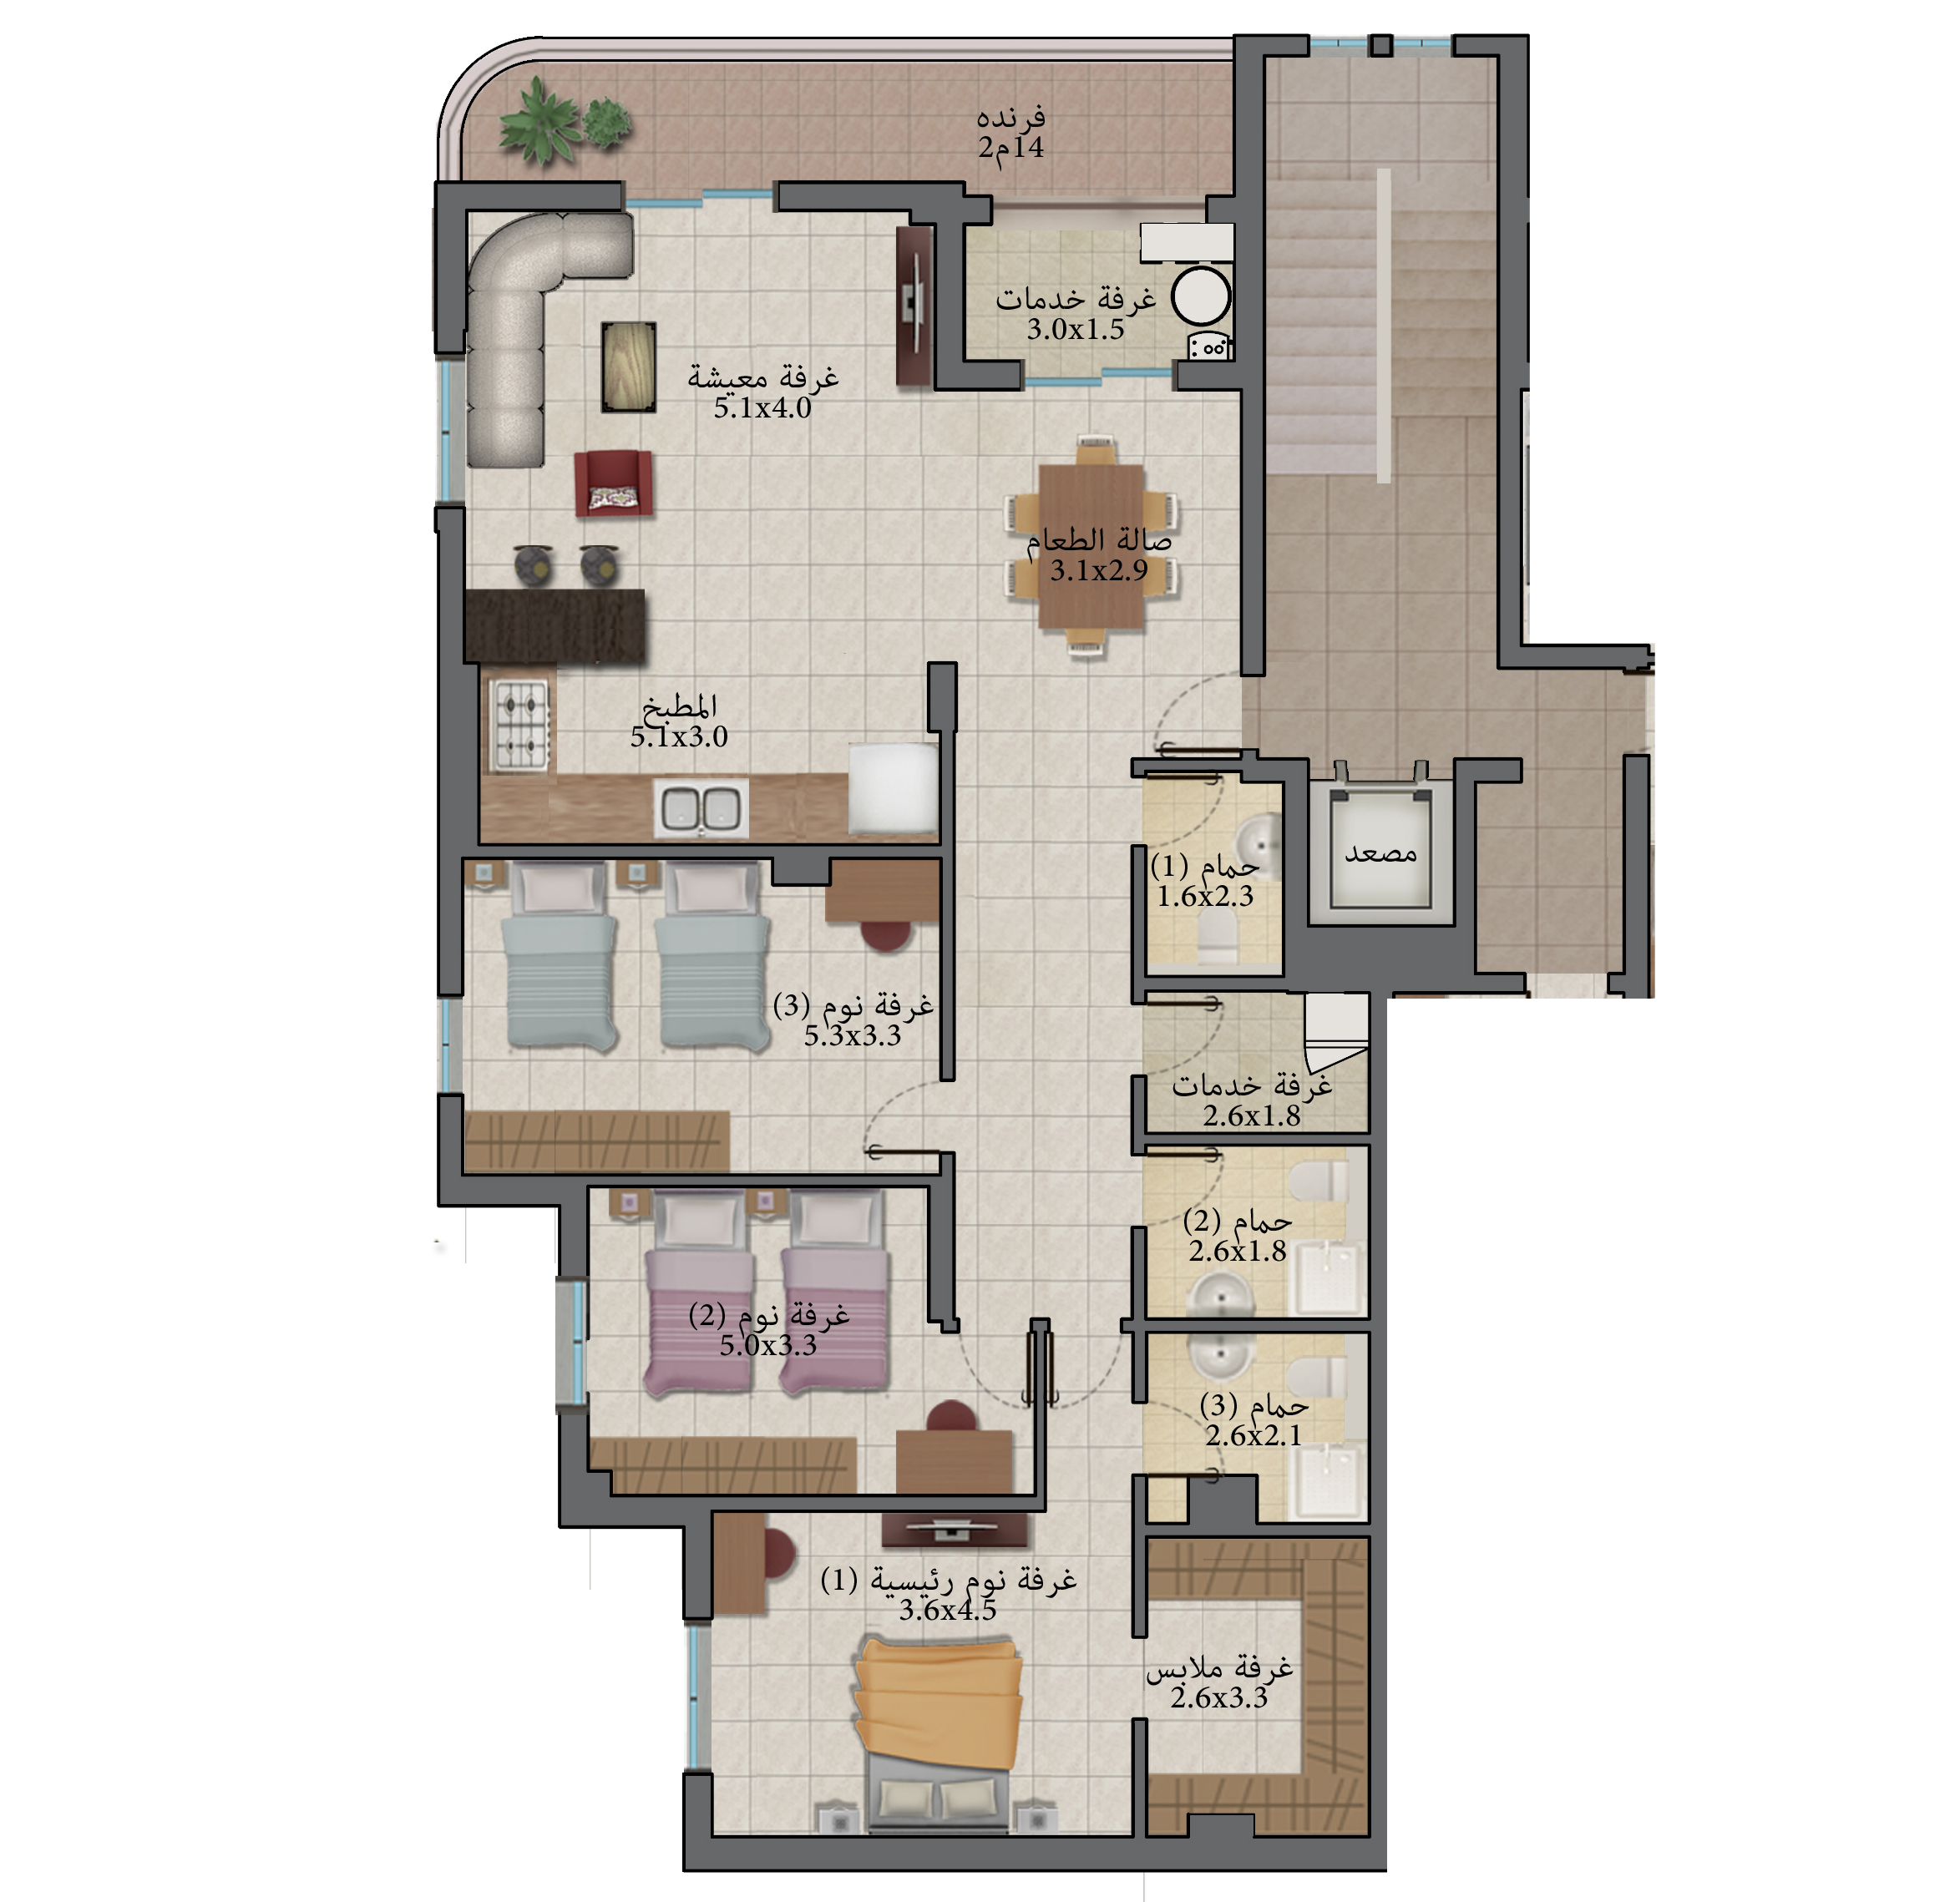 فرنده
14م2
غرفة خدمات
3.0x1.5
غرفة معيشة
5.1x4.0
صالة الطعام
3.1x2.9
المطبخ
5.1x3.0
مصعد
حمام (1)
1.6x2.3
غرفة نوم (3)
5.3x3.3
غرفة خدمات
2.6x1.8
حمام (2)
2.6x1.8
غرفة نوم (2)
5.0x3.3
حمام (3)
2.6x2.1
غرفة نوم رئيسية (1)
3.6x4.5
غرفة ملابس
2.6x3.3